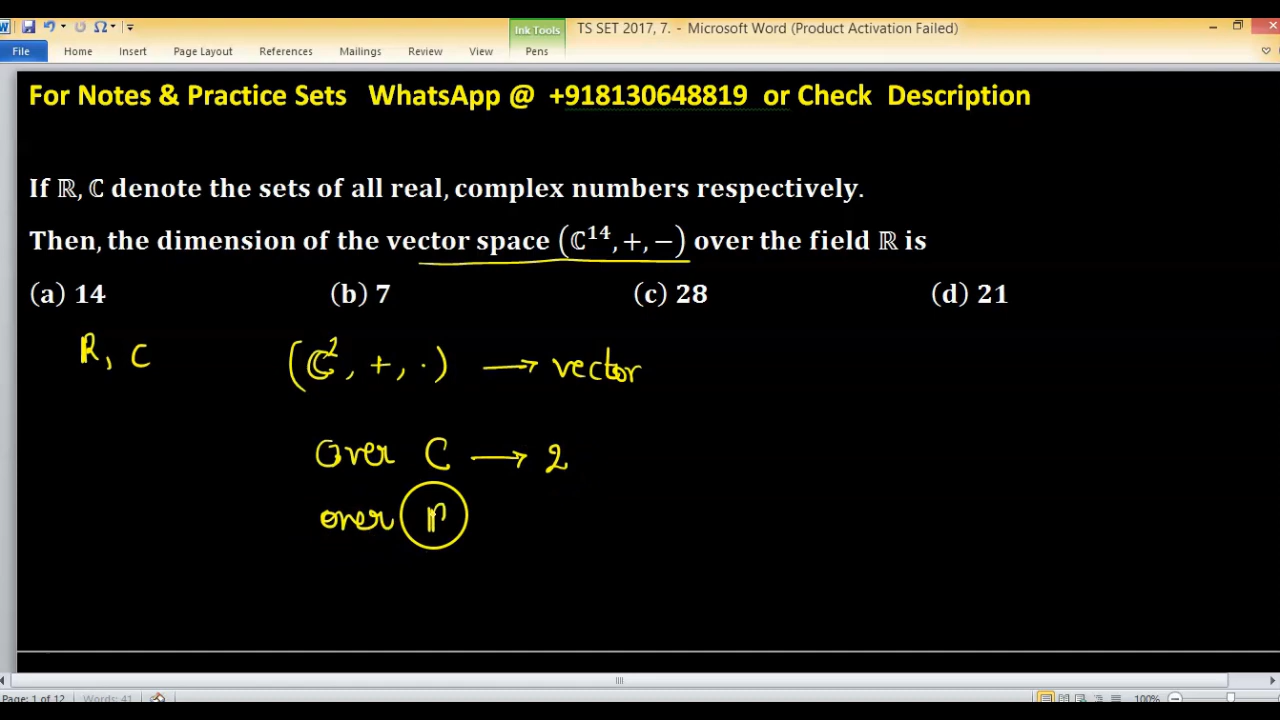 Ink Tools
TS SET 2017, 7. - Microsoft Word (Product Activation Failed)
File Home Insert Page Layout References Mailings Review View Pens
For Notes & Practice Sets WhatsApp @ +918130648819 or Check Description
If ℝ, ℂ denote the sets of all real, complex numbers respectively.
Then, the dimension of the vector space (ℂ¹⁴, +, −) over the field ℝ is
(a) 14 (b) 7 (c) 28 (d) 21
R, C (ℂ², +, ·) → vector
Over C → 2
over
Page: 1 of 12 Words: 41 100%